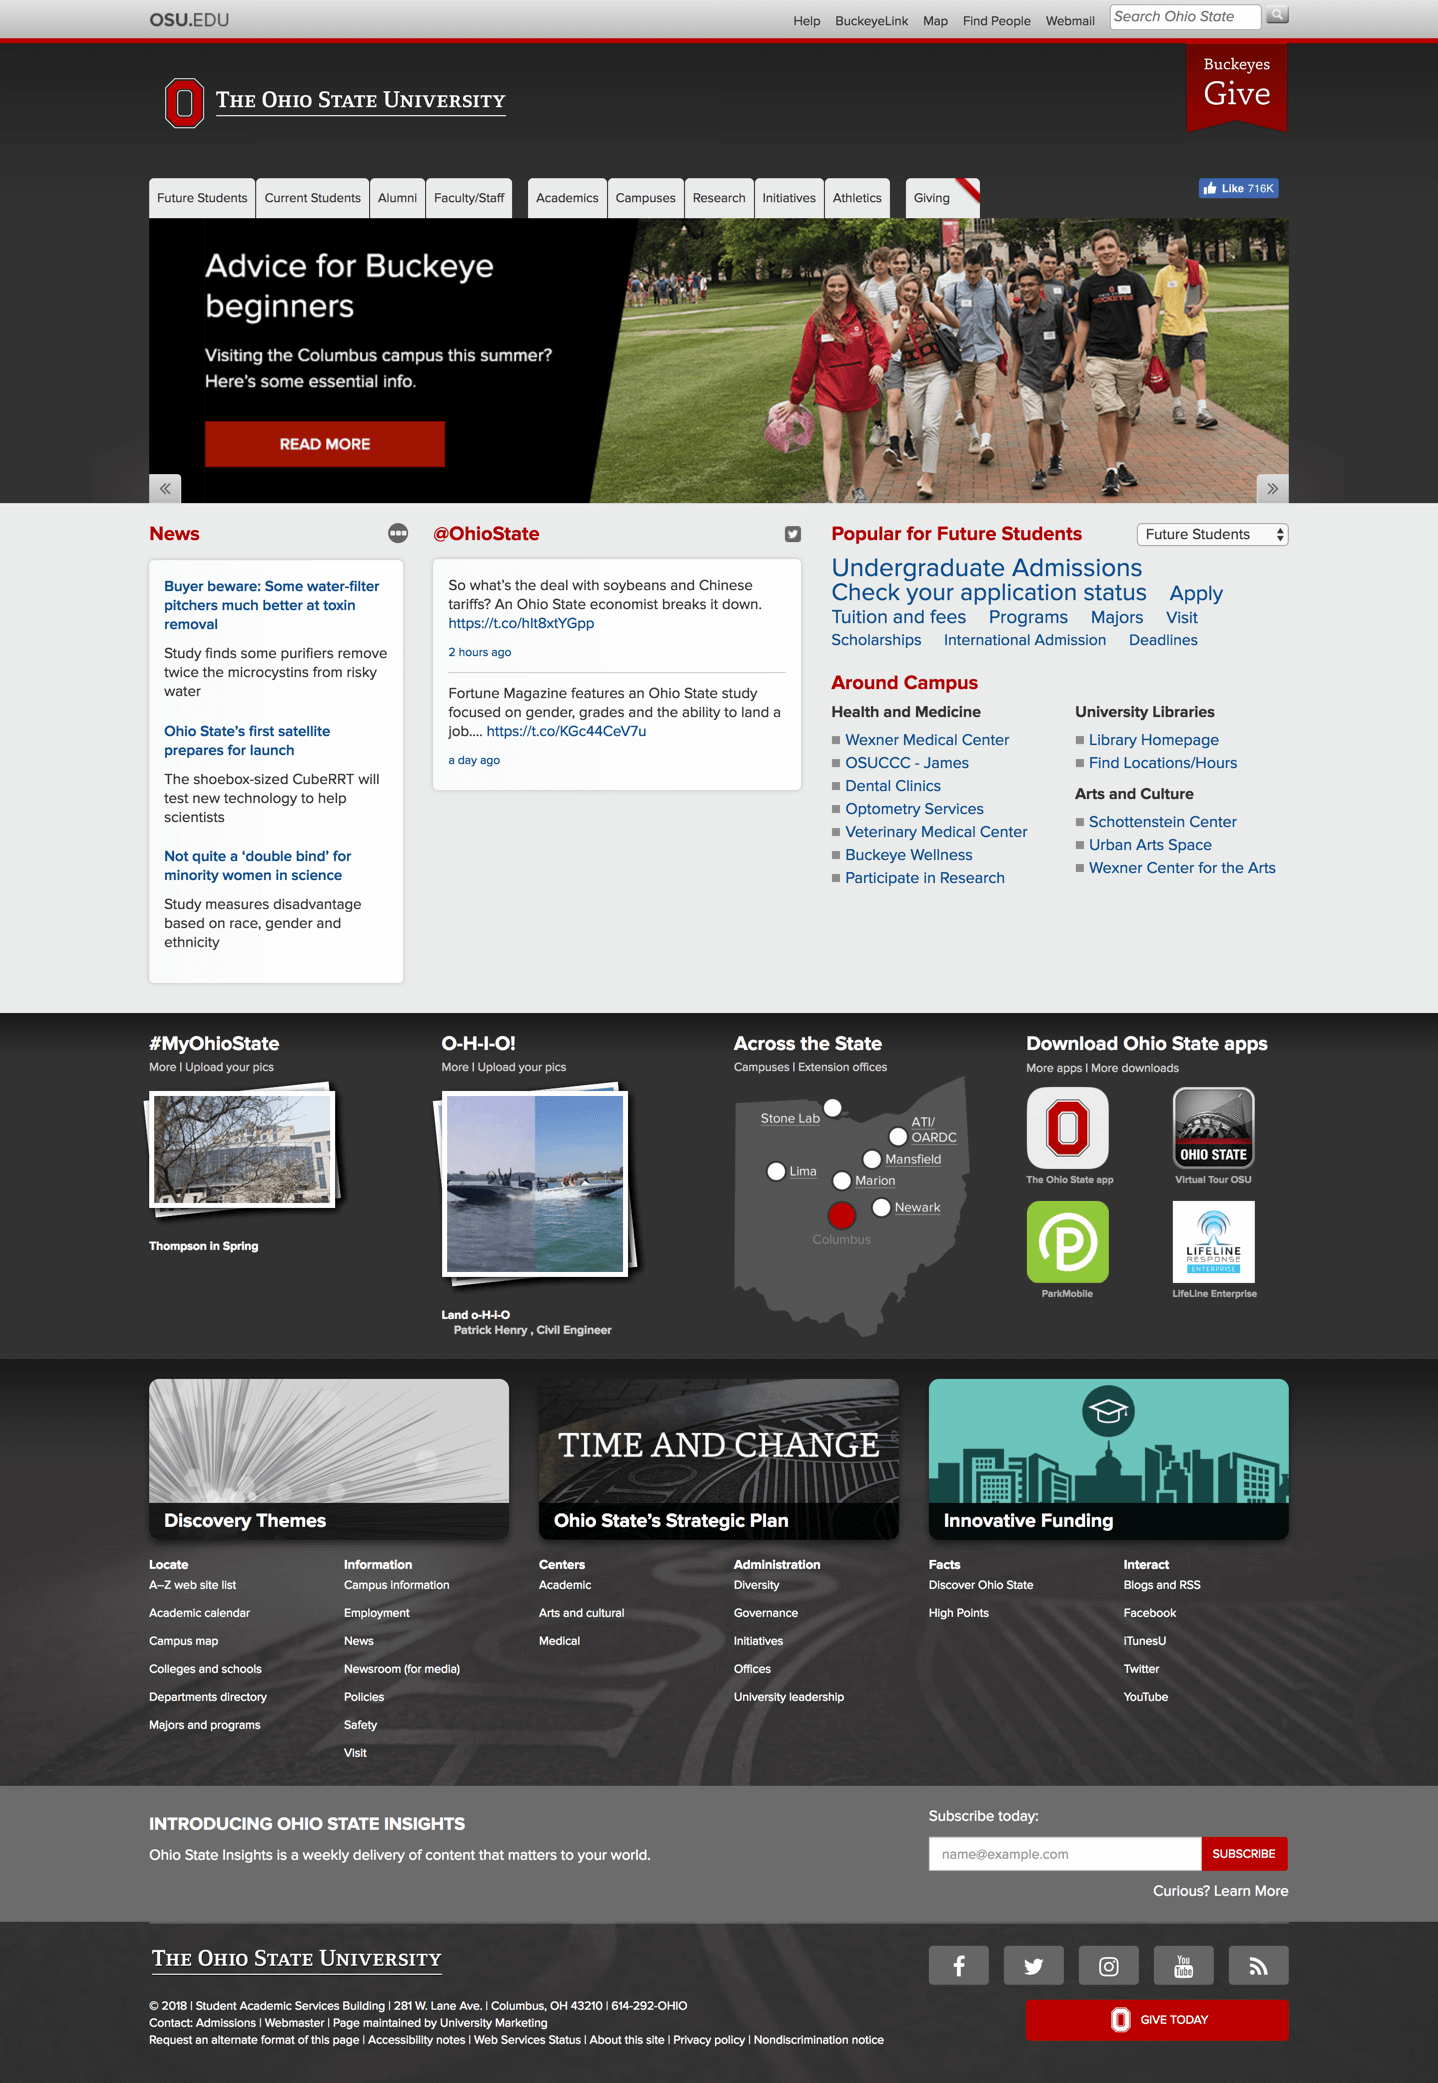 OSU.EDU
Help BuckeyeLink Map Find People Webmail Search Ohio State
Buckeyes
Give
THE OHIO STATE UNIVERSITY
Future Students Current Students Alumni Faculty/Staff Academics Campuses Research Initiatives Athletics Giving
Like 716K
Advice for Buckeye
beginners
Visiting the Columbus campus this summer?
Here's some essential info.
READ MORE
«
»
News
Buyer beware: Some water-filter
pitchers much better at toxin
removal
Study finds some purifiers remove
twice the microcystins from risky
water
Ohio State's first satellite
prepares for launch
The shoebox-sized CubeRRT will
test new technology to help
scientists
Not quite a 'double bind' for
minority women in science
Study measures disadvantage
based on race, gender and
ethnicity
@OhioState
So what's the deal with soybeans and Chinese
tariffs? An Ohio State economist breaks it down.
https://t.co/hIt8xtYGpp
2 hours ago
Fortune Magazine features an Ohio State study
focused on gender, grades and the ability to land a
job.... https://t.co/KGc44CeV7u
a day ago
Popular for Future Students
Future Students
Undergraduate Admissions
Check your application status Apply
Tuition and fees Programs Majors Visit
Scholarships International Admission Deadlines
Around Campus
Health and Medicine
Wexner Medical Center
OSUCCC - James
Dental Clinics
Optometry Services
Veterinary Medical Center
Buckeye Wellness
Participate in Research
University Libraries
Library Homepage
Find Locations/Hours
Arts and Culture
Schottenstein Center
Urban Arts Space
Wexner Center for the Arts
#MyOhioState
More | Upload your pics
Thompson in Spring
O-H-I-O!
More | Upload your pics
Land o-H-i-O
Patrick Henry , Civil Engineer
Across the State
Campuses | Extension offices
Stone Lab
ATI/
OARDC
Mansfield
Lima
Marion
Newark
Columbus
Download Ohio State apps
More apps | More downloads
The Ohio State app
OHIO STATE
Virtual Tour OSU
ParkMobile
LIFELINE
RESPONSE
ENTERPRISE
LifeLine Enterprise
Discovery Themes
TIME AND CHANGE
Ohio State's Strategic Plan
Innovative Funding
Locate
A–Z web site list
Academic calendar
Campus map
Colleges and schools
Departments directory
Majors and programs
Information
Campus information
Employment
News
Newsroom (for media)
Policies
Safety
Visit
Centers
Academic
Arts and cultural
Medical
Administration
Diversity
Governance
Initiatives
Offices
University leadership
Facts
Discover Ohio State
High Points
Interact
Blogs and RSS
Facebook
iTunesU
Twitter
YouTube
INTRODUCING OHIO STATE INSIGHTS
Ohio State Insights is a weekly delivery of content that matters to your world.
Subscribe today:
name@example.com SUBSCRIBE
Curious? Learn More
THE OHIO STATE UNIVERSITY
You
Tube
© 2018 | Student Academic Services Building | 281 W. Lane Ave. | Columbus, OH 43210 | 614-292-OHIO
Contact: Admissions | Webmaster | Page maintained by University Marketing
Request an alternate format of this page | Accessibility notes | Web Services Status | About this site | Privacy policy | Nondiscrimination notice
GIVE TODAY